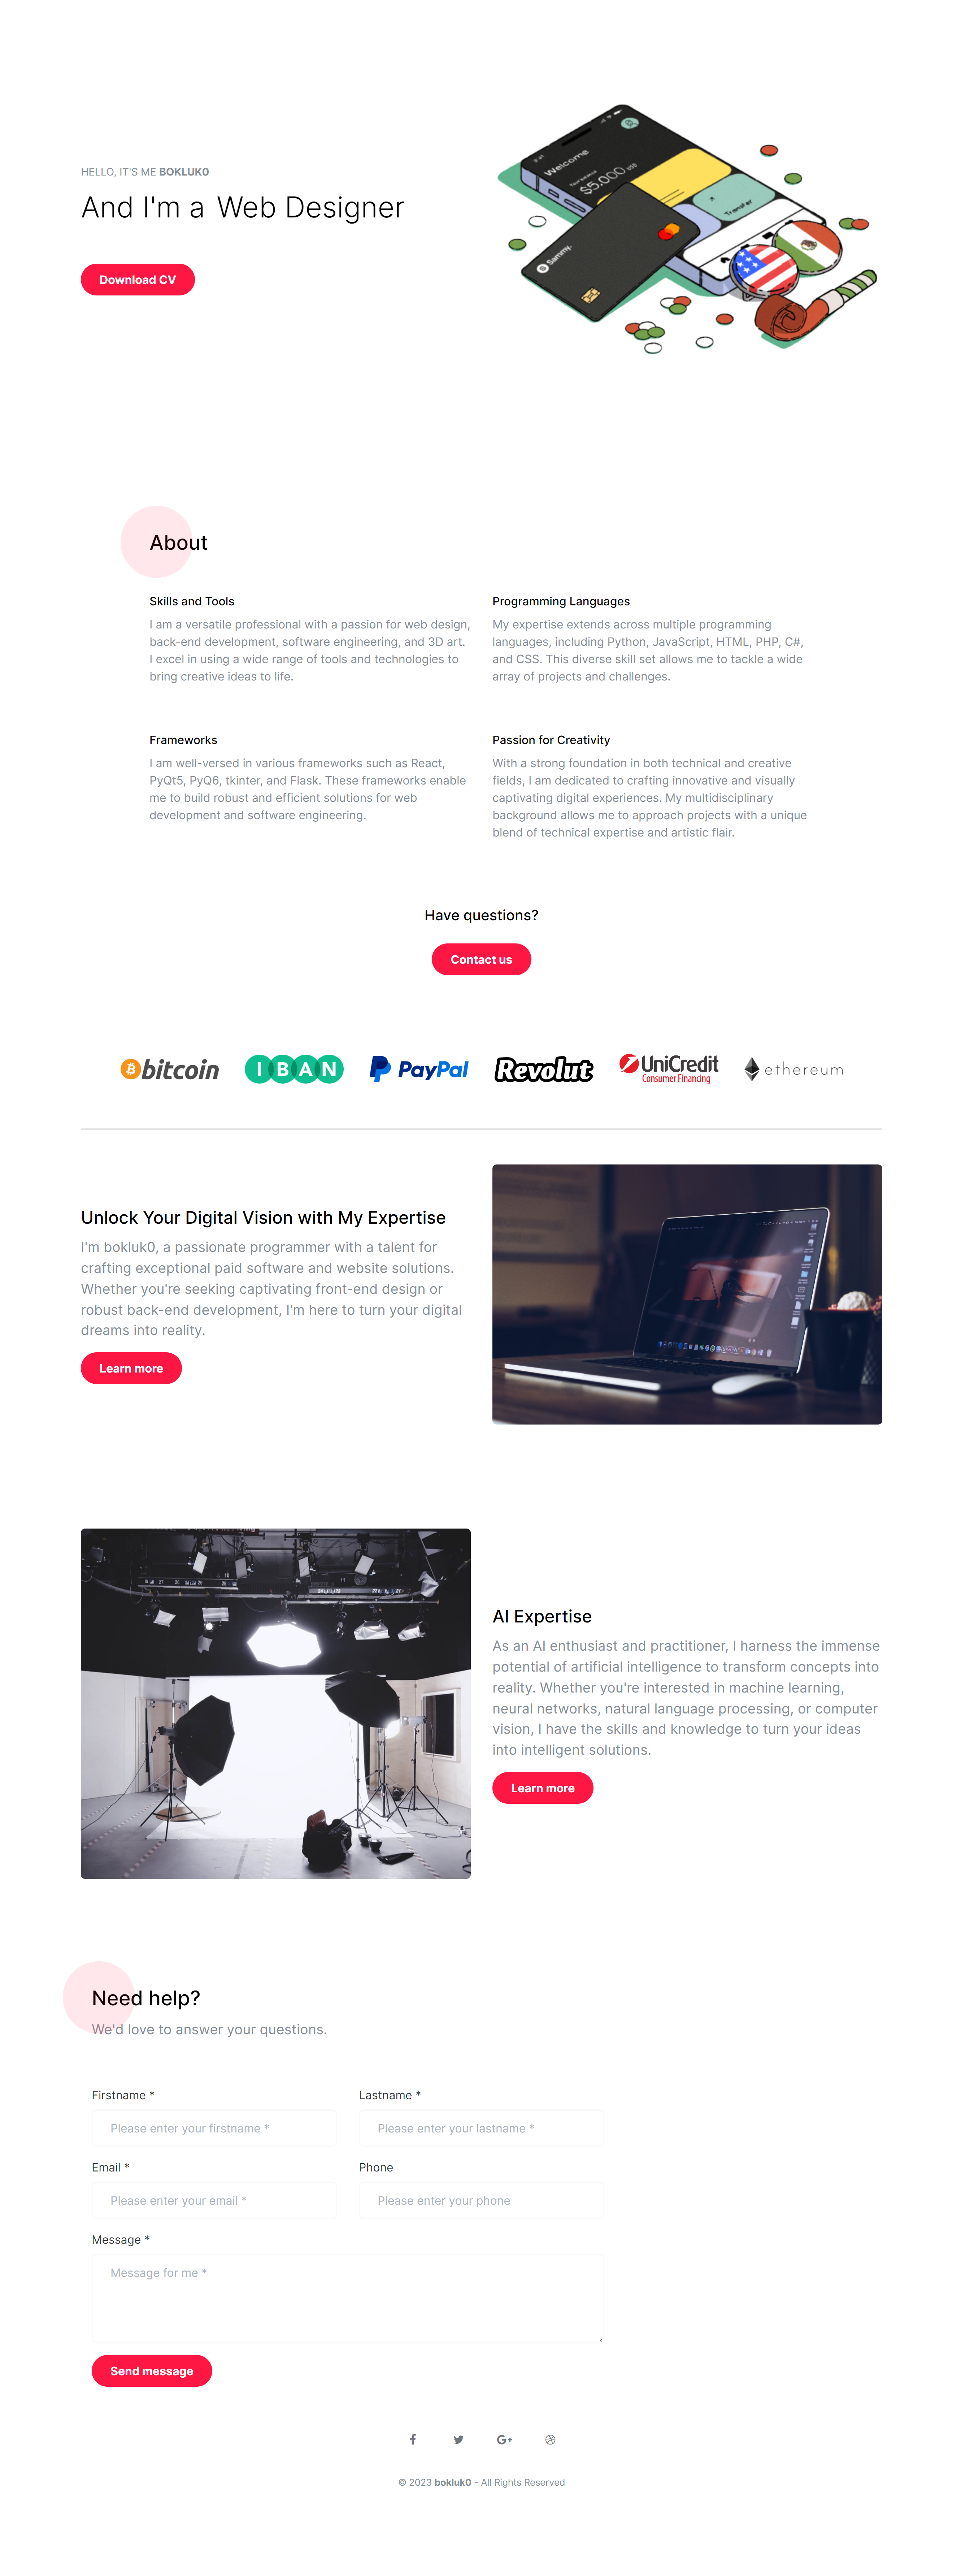 HELLO, IT'S ME BOKLUK0
And I'm a Web Designer
Download CV
Welcome.
Your balance
$5.000 USD
Transfer
Sammy.
About
Skills and Tools
I am a versatile professional with a passion for web design,
back-end development, software engineering, and 3D art.
I excel in using a wide range of tools and technologies to
bring creative ideas to life.
Programming Languages
My expertise extends across multiple programming
languages, including Python, JavaScript, HTML, PHP, C#,
and CSS. This diverse skill set allows me to tackle a wide
array of projects and challenges.
Frameworks
I am well-versed in various frameworks such as React,
PyQt5, PyQ6, tkinter, and Flask. These frameworks enable
me to build robust and efficient solutions for web
development and software engineering.
Passion for Creativity
With a strong foundation in both technical and creative
fields, I am dedicated to crafting innovative and visually
captivating digital experiences. My multidisciplinary
background allows me to approach projects with a unique
blend of technical expertise and artistic flair.
Have questions?
Contact us
bitcoin
IBAN
PayPal
Revolut
UniCredit
Consumer Financing
ethereum
Unlock Your Digital Vision with My Expertise
I'm bokluk0, a passionate programmer with a talent for
crafting exceptional paid software and website solutions.
Whether you're seeking captivating front-end design or
robust back-end development, I'm here to turn your digital
dreams into reality.
Learn more
AI Expertise
As an AI enthusiast and practitioner, I harness the immense
potential of artificial intelligence to transform concepts into
reality. Whether you're interested in machine learning,
neural networks, natural language processing, or computer
vision, I have the skills and knowledge to turn your ideas
into intelligent solutions.
Learn more
Need help?
We'd love to answer your questions.
Firstname *
Please enter your firstname *
Lastname *
Please enter your lastname *
Email *
Please enter your email *
Phone
Please enter your phone
Message *
Message for me *
Send message
© 2023 bokluk0 - All Rights Reserved